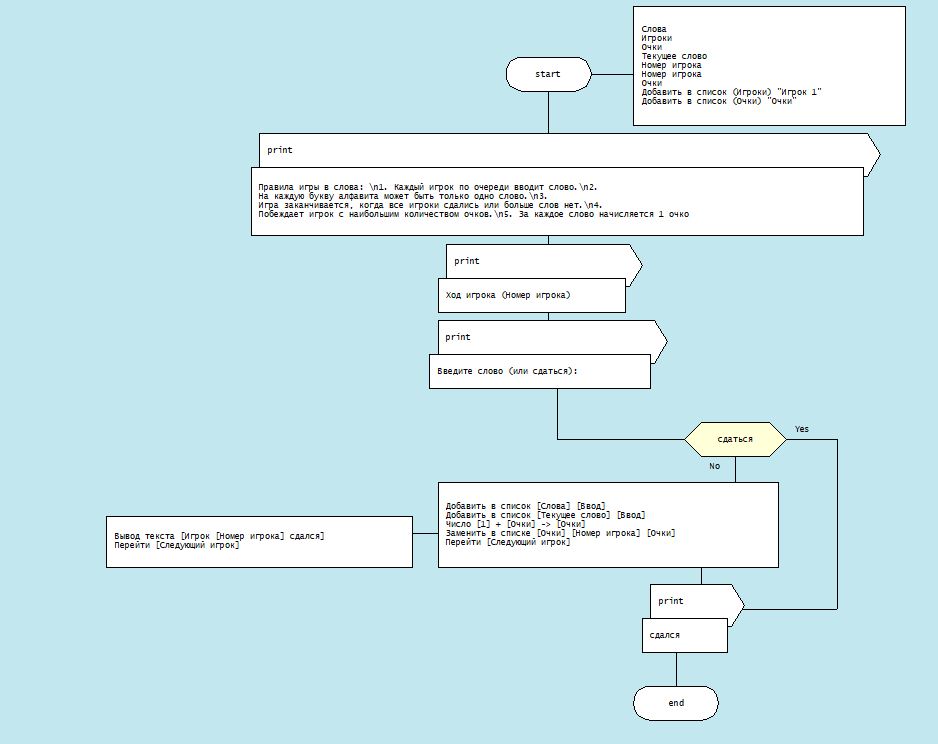 Слова
Игроки
Очки
Текущее слово
Номер игрока
Номер игрока
Очки
Добавить в список (Игроки) "Игрок 1"
Добавить в список (Очки) "Очки"
start
print
Правила игры в слова: \n1. Каждый игрок по очереди вводит слово.\n2.
На каждую букву алфавита может быть только одно слово.\n3.
Игра заканчивается, когда все игроки сдались или больше слов нет.\n4.
Побеждает игрок с наибольшим количеством очков.\n5. За каждое слово начисляется 1 очко
print
Ход игрока (Номер игрока)
print
Введите слово (или сдаться):
сдаться
Yes
No
Добавить в список [Слова] [Ввод]
Добавить в список [Текущее слово] [Ввод]
Число [1] + [Очки] -> [Очки]
Заменить в списке [Очки] [Номер игрока] [Очки]
Перейти [Следующий игрок]
Вывод текста [Игрок [Номер игрока] сдался]
Перейти [Следующий игрок]
print
сдался
end